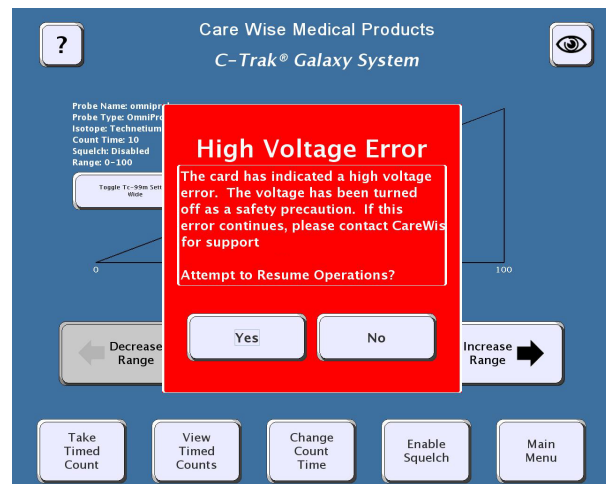 ?
Care Wise Medical Products
C-Trak® Galaxy System
Probe Name:
Probe Type:
Isotope: Technetium
Count Time: 10
Squelch: Disabled
Range: 0-100
Toggle Tc-99m
Wide
High Voltage Error
The card has indicated a high voltage
error. The voltage has been turned
off as a safety precaution. If this
error continues, please contact CareWis
for support
Attempt to Resume Operations?
0
100
Yes
No
Decrease
Range
Increase
Range
Take
Timed
Count
View
Timed
Counts
Change
Count
Time
Enable
Squelch
Main
Menu